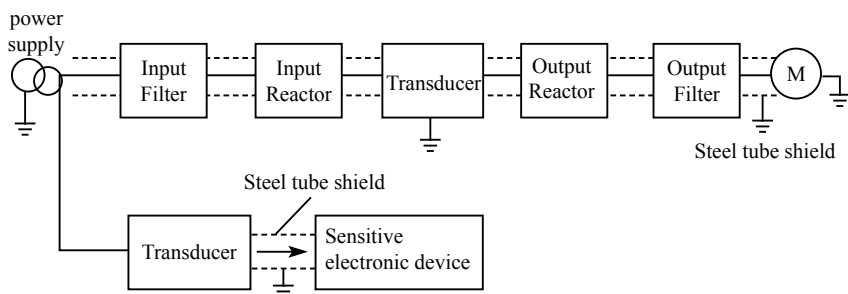 power
supply
Input
Filter
Input
Reactor
Transducer
Output
Reactor
Output
Filter
M
Steel tube shield
Steel tube shield
Transducer
Sensitive
electronic device